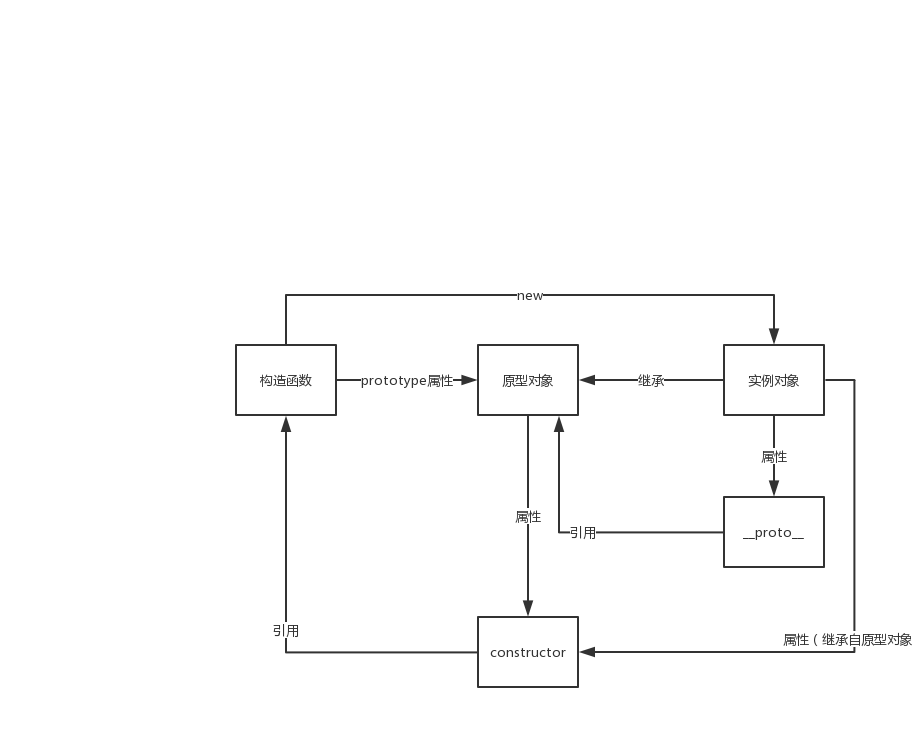 new
构造函数
prototype属性
原型对象
继承
实例对象
属性
属性
引用
__proto__
引用
属性（继承自原型对象
constructor